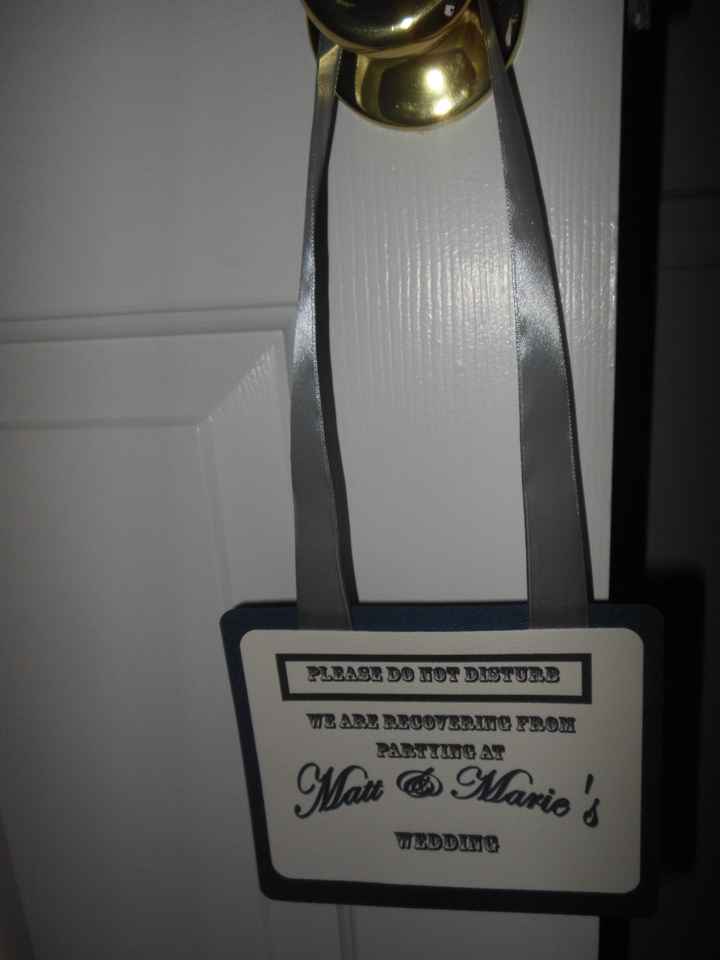 PLEASE DO NOT DISTURB
WE ARE RECOVERING FROM
PARTYING AT
Matt & Marie's
WEDDING